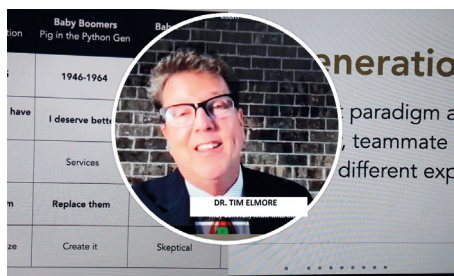 Baby Boomers
Pig in the Python Gen
tion
1946-1964
have
I deserve bette
Services
Replace them
Create it
Skeptical
DR. TIM ELMORE
eneratio
paradigm a
, teammate
different exp